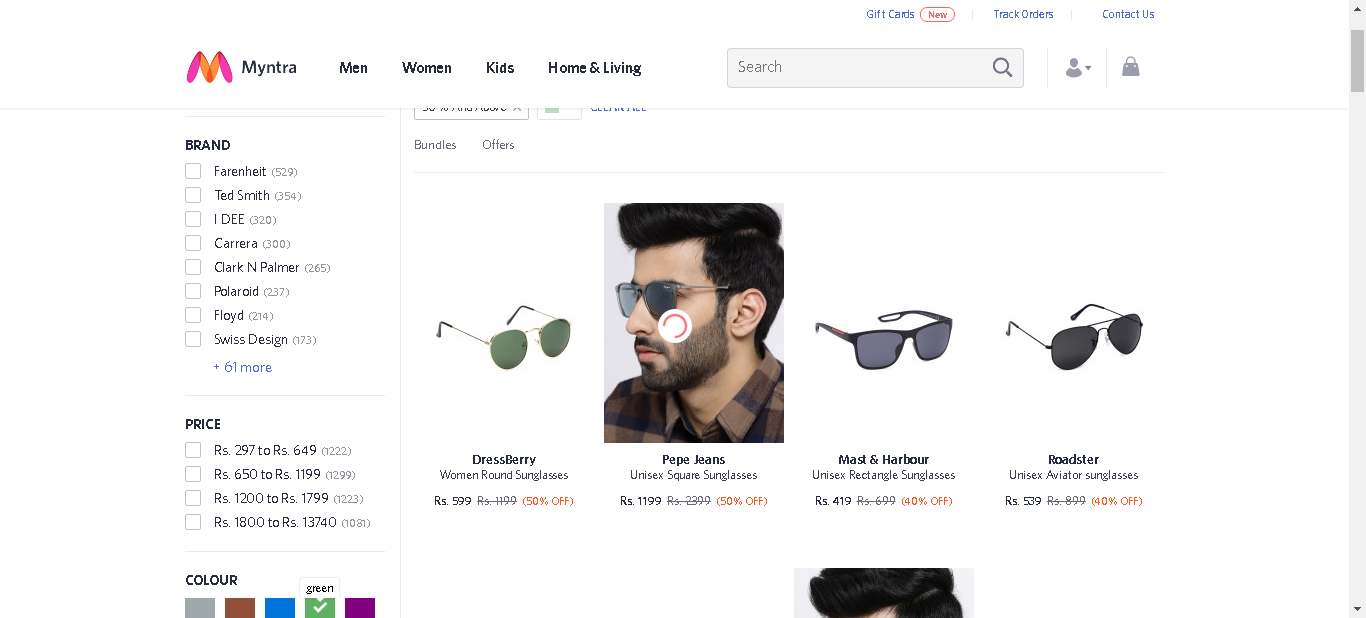 Gift Cards New Track Orders Contact Us
Myntra Men Women Kids Home & Living Search
CLEAR ALL
Bundles Offers
BRAND
Farenheit (529)
Ted Smith (354)
I DEE (320)
Carrera (300)
Clark N Palmer (265)
Polaroid (237)
Floyd (214)
Swiss Design (173)
+ 61 more
PRICE
Rs. 297 to Rs. 649 (1222)
Rs. 650 to Rs. 1199 (1299)
Rs. 1200 to Rs. 1799 (1223)
Rs. 1800 to Rs. 13740 (1081)
COLOUR
green
DressBerry
Women Round Sunglasses
Rs. 599 Rs. 1199 (50% OFF)
Pepe Jeans
Unisex Square Sunglasses
Rs. 1199 Rs. 2399 (50% OFF)
Mast & Harbour
Unisex Rectangle Sunglasses
Rs. 419 Rs. 699 (40% OFF)
Roadster
Unisex Aviator sunglasses
Rs. 539 Rs. 899 (40% OFF)